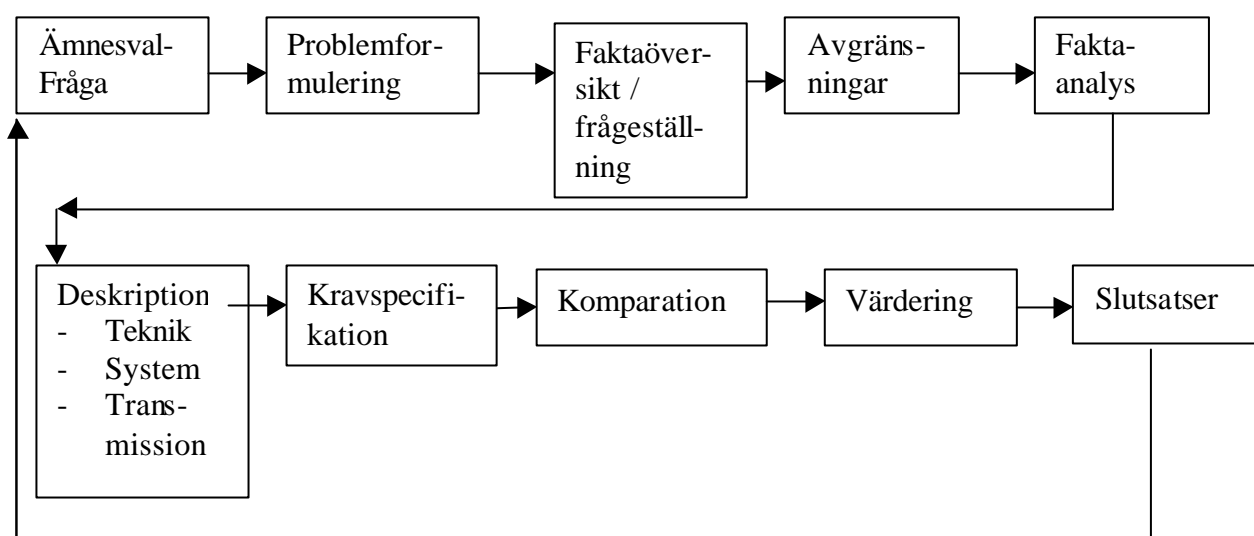 Ämnesval-
Fråga
Problemfor-
mulering
Faktaöver-
sikt /
frågeställ-
ning
Avgräns-
ningar
Fakta-
analys
Deskription
- Teknik
- System
- Trans-
mission
Kravspecifi-
kation
Komparation
Värdering
Slutsatser